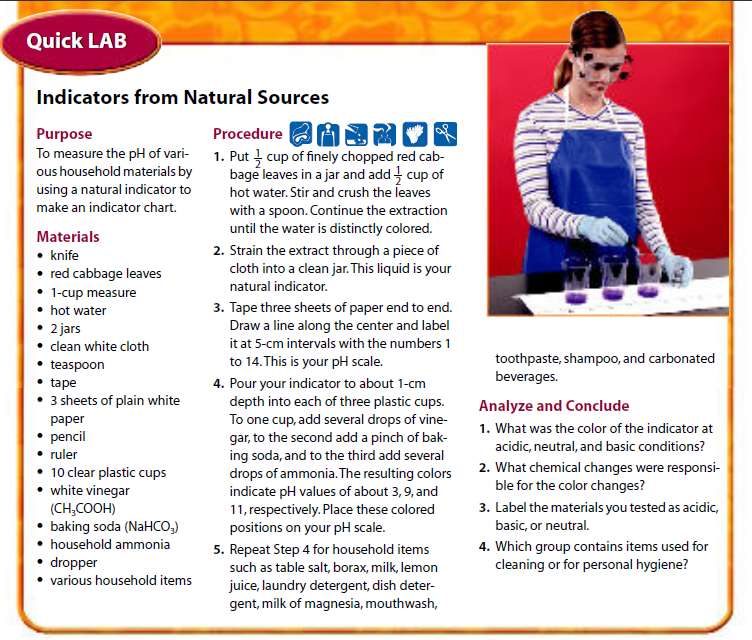 Quick LAB
Indicators from Natural Sources
Purpose
To measure the pH of vari-
ous household materials by
using a natural indicator to
make an indicator chart.
Materials
• knife
• red cabbage leaves
• 1-cup measure
• hot water
• 2 jars
• clean white cloth
• teaspoon
• tape
• 3 sheets of plain white
paper
• pencil
• ruler
• 10 clear plastic cups
• white vinegar
(CH₃COOH)
• baking soda (NaHCO₃)
• household ammonia
• dropper
• various household items
Procedure
1. Put ½ cup of finely chopped red cab-
bage leaves in a jar and add ½ cup of
hot water. Stir and crush the leaves
with a spoon. Continue the extraction
until the water is distinctly colored.
2. Strain the extract through a piece of
cloth into a clean jar. This liquid is your
natural indicator.
3. Tape three sheets of paper end to end.
Draw a line along the center and label
it at 5-cm intervals with the numbers 1
to 14. This is your pH scale.
4. Pour your indicator to about 1-cm
depth into each of three plastic cups.
To one cup, add several drops of vine-
gar, to the second add a pinch of bak-
ing soda, and to the third add several
drops of ammonia. The resulting colors
indicate pH values of about 3, 9, and
11, respectively. Place these colored
positions on your pH scale.
5. Repeat Step 4 for household items
such as table salt, borax, milk, lemon
juice, laundry detergent, dish deter-
gent, milk of magnesia, mouthwash,
toothpaste, shampoo, and carbonated
beverages.
Analyze and Conclude
1. What was the color of the indicator at
acidic, neutral, and basic conditions?
2. What chemical changes were responsi-
ble for the color changes?
3. Label the materials you tested as acidic,
basic, or neutral.
4. Which group contains items used for
cleaning or for personal hygiene?